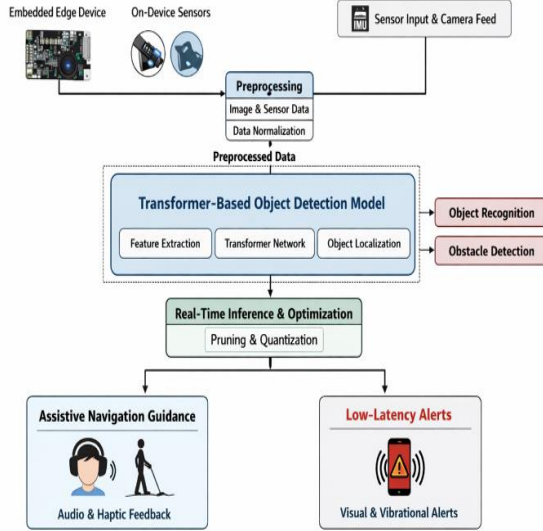 Embedded Edge Device
On-Device Sensors
IMU
Sensor Input & Camera Feed
Preprocessing
Image & Sensor Data
Data Normalization
Preprocessed Data
Transformer-Based Object Detection Model
Feature Extraction
Transformer Network
Object Localization
Object Recognition
Obstacle Detection
Real-Time Inference & Optimization
Pruning & Quantization
Assistive Navigation Guidance
Audio & Haptic Feedback
Low-Latency Alerts
Visual & Vibrational Alerts